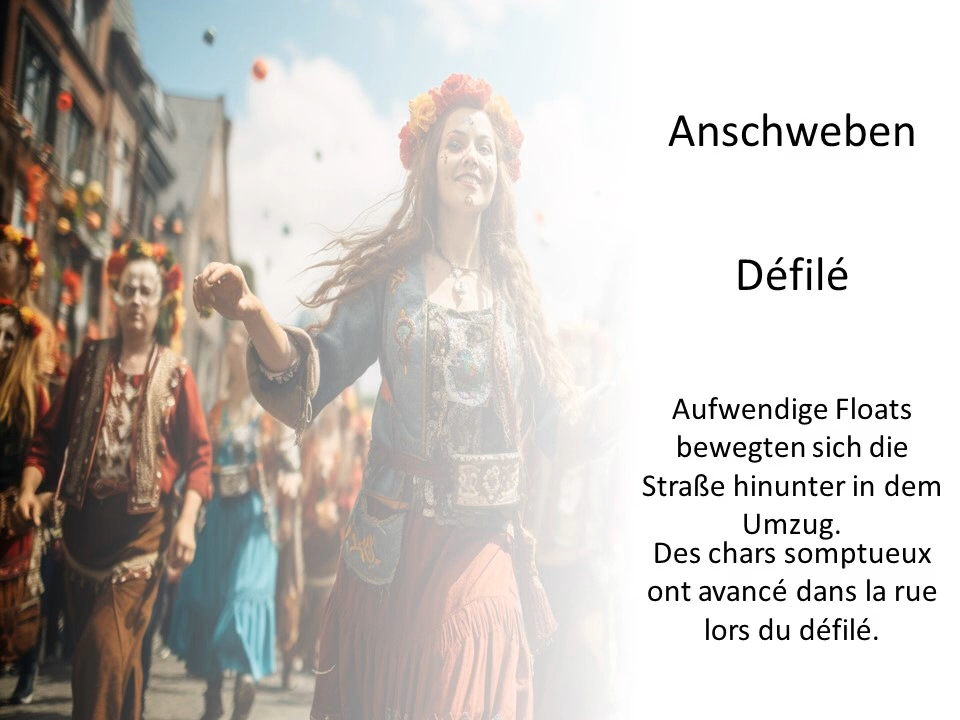 Anschweben
Défilé
Aufwendige Floats
bewegten sich die
Straße hinunter in dem
Umzug.
Des chars somptueux
ont avancé dans la rue
lors du défilé.